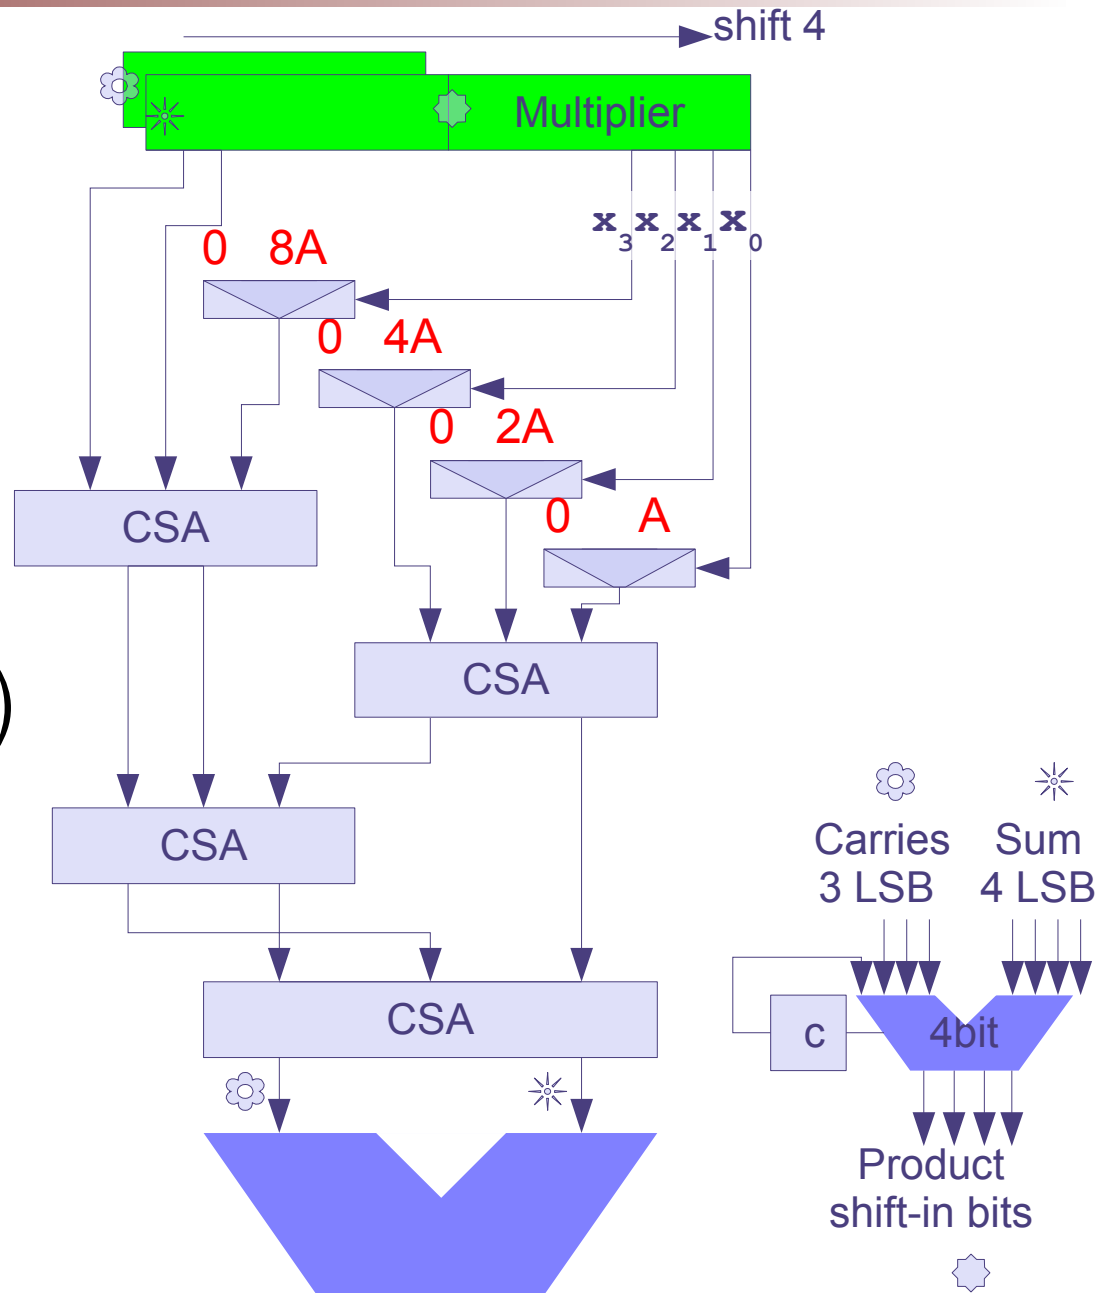 shift 4
Multiplier
x3 x2 x1 x0
0 8A
0 4A
0 2A
0 A
CSA
CSA
CSA
CSA
)
Carries Sum
3 LSB 4 LSB
c 4bit
Product
shift-in bits